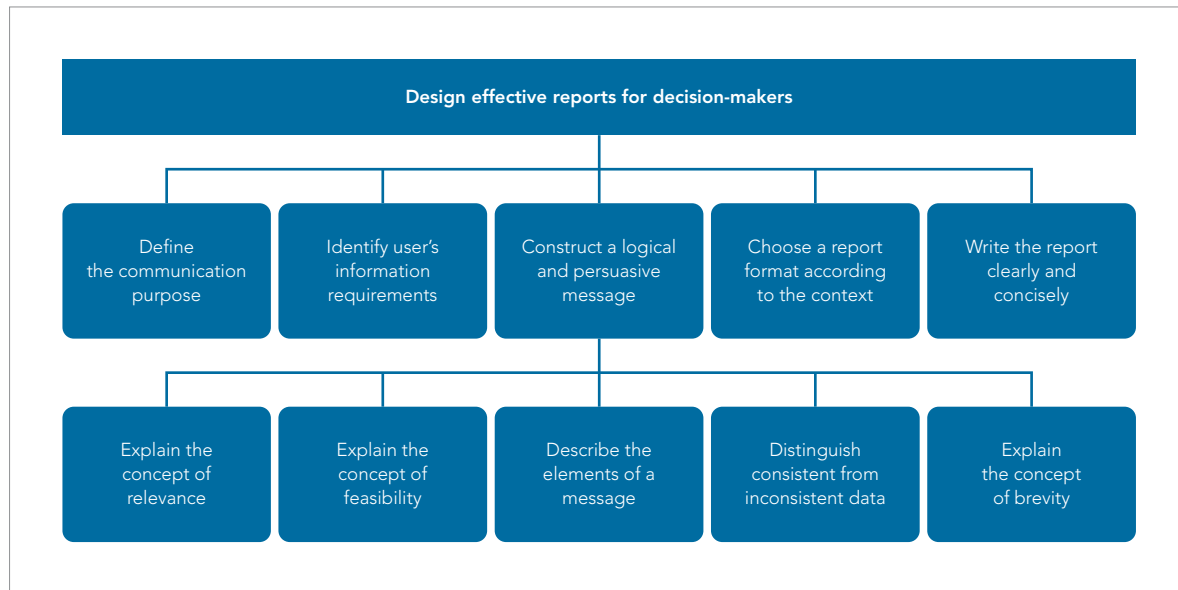 Design effective reports for decision-makers
Define
the communication
purpose
Identify user's
information
requirements
Construct a logical
and persuasive
message
Choose a report
format according
to the context
Write the report
clearly and
concisely
Explain the
concept of
relevance
Explain the
concept of
feasibility
Describe the
elements of a
message
Distinguish
consistent from
inconsistent data
Explain
the concept
of brevity